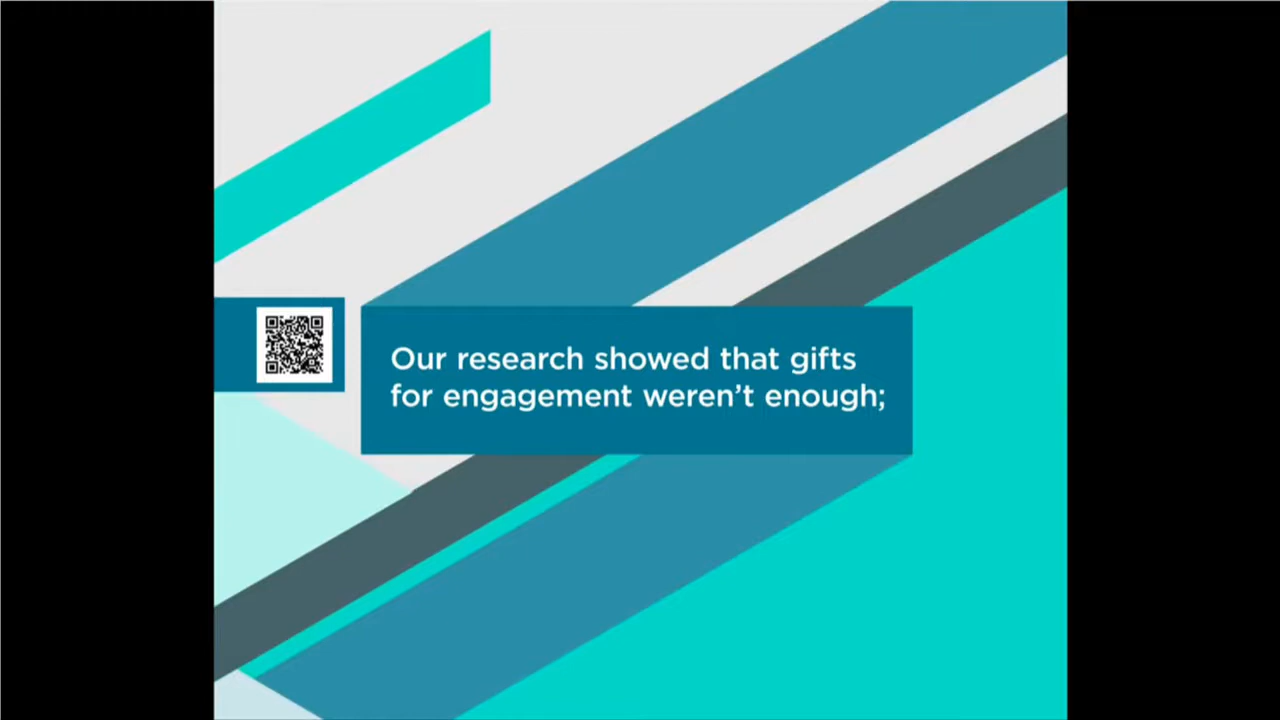 Our research showed that gifts
for engagement weren’t enough;